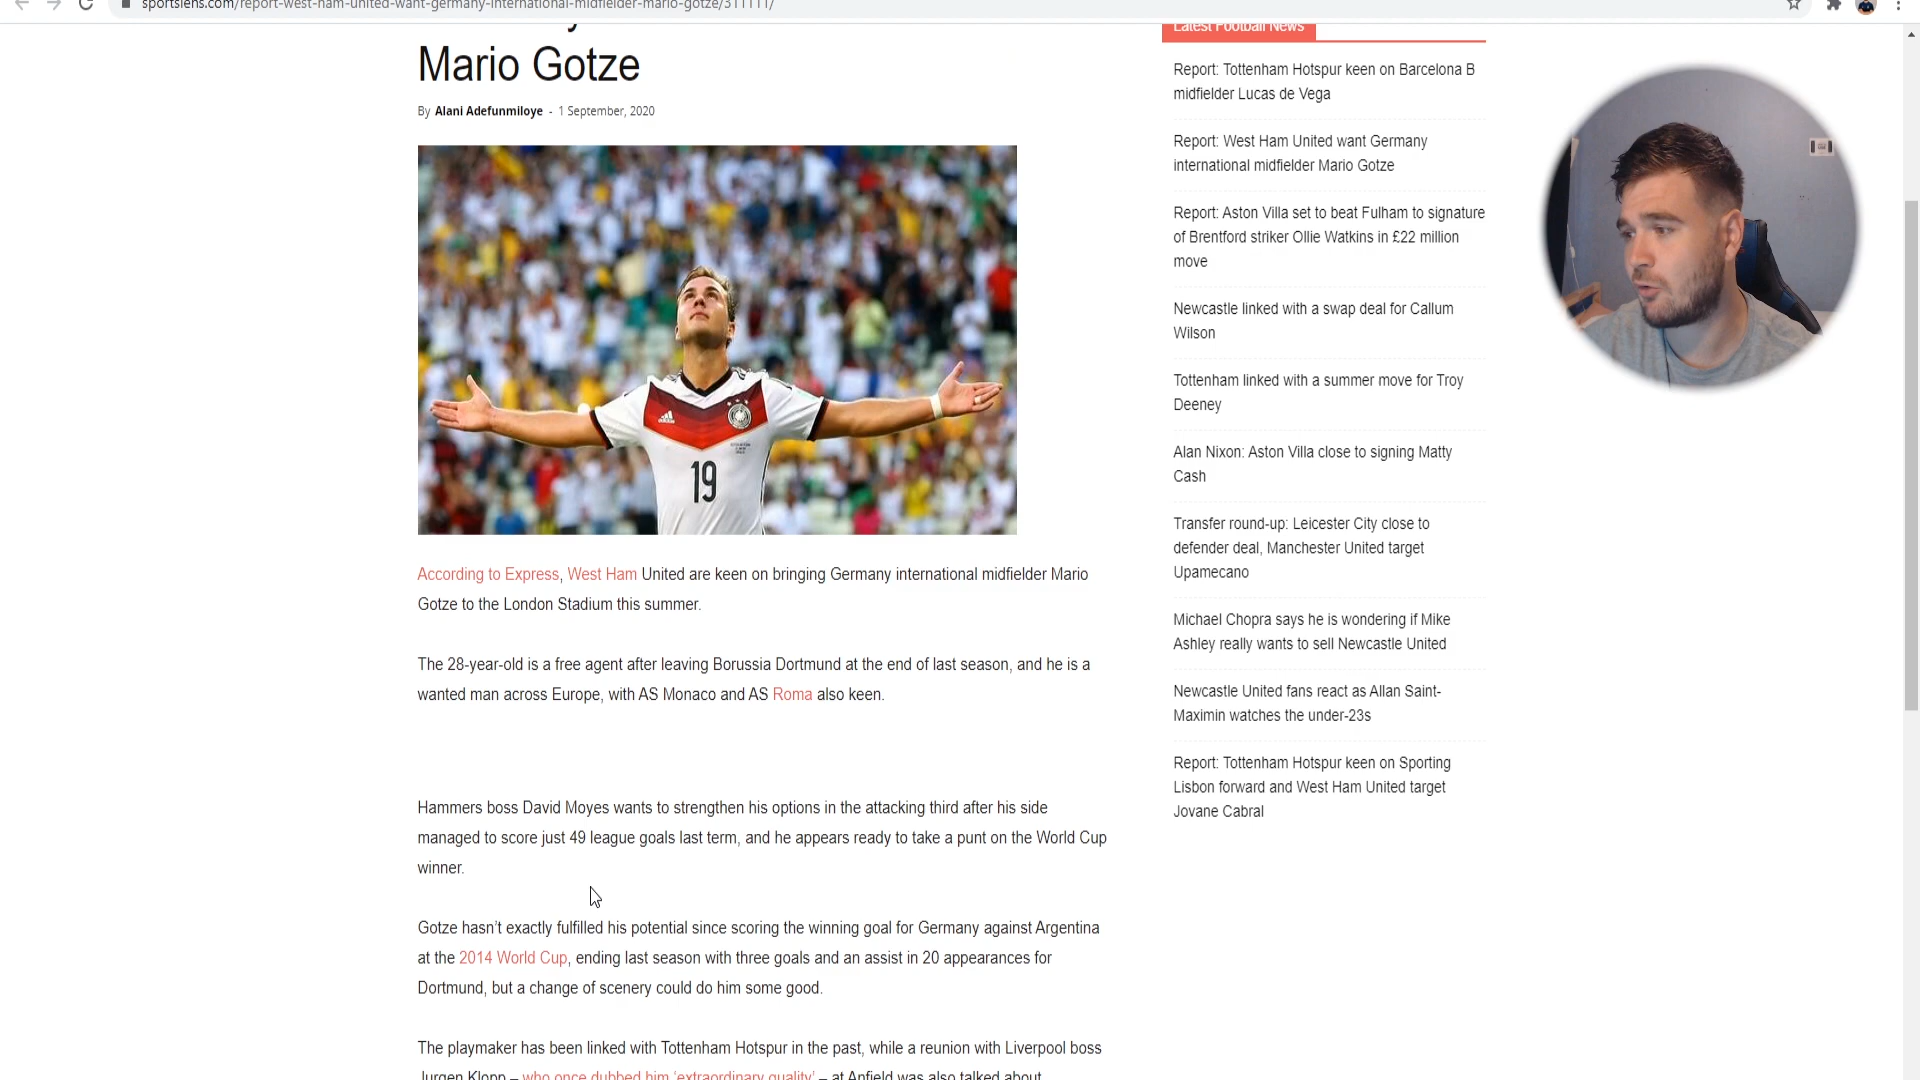 sportslens.com/report-west-ham-united-want-germany-international-midfielder-mario-gotze/311111/
Mario Gotze
By Alani Adefunmiloye - 1 September, 2020
19
According to Express, West Ham United are keen on bringing Germany international midfielder Mario
Gotze to the London Stadium this summer.
The 28-year-old is a free agent after leaving Borussia Dortmund at the end of last season, and he is a
wanted man across Europe, with AS Monaco and AS Roma also keen.
Hammers boss David Moyes wants to strengthen his options in the attacking third after his side
managed to score just 49 league goals last term, and he appears ready to take a punt on the World Cup
winner.
Gotze hasn't exactly fulfilled his potential since scoring the winning goal for Germany against Argentina
at the 2014 World Cup, ending last season with three goals and an assist in 20 appearances for
Dortmund, but a change of scenery could do him some good.
The playmaker has been linked with Tottenham Hotspur in the past, while a reunion with Liverpool boss
Jurgen Klopp – who once dubbed him 'extraordinary quality' – at Anfield was also talked about
Latest Football News
Report: Tottenham Hotspur keen on Barcelona B
midfielder Lucas de Vega
Report: West Ham United want Germany
international midfielder Mario Gotze
Report: Aston Villa set to beat Fulham to signature
of Brentford striker Ollie Watkins in £22 million
move
Newcastle linked with a swap deal for Callum
Wilson
Tottenham linked with a summer move for Troy
Deeney
Alan Nixon: Aston Villa close to signing Matty
Cash
Transfer round-up: Leicester City close to
defender deal, Manchester United target
Upamecano
Michael Chopra says he is wondering if Mike
Ashley really wants to sell Newcastle United
Newcastle United fans react as Allan Saint-
Maximin watches the under-23s
Report: Tottenham Hotspur keen on Sporting
Lisbon forward and West Ham United target
Jovane Cabral